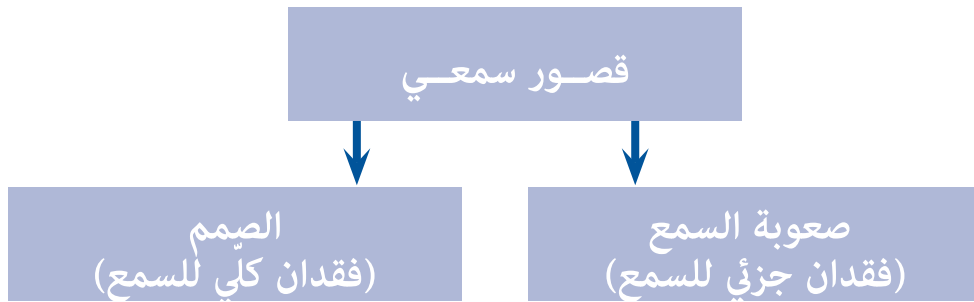 قصــور سمعــي
صعوبة السمع
(فقدان جزئي للسمع)
الصمم
(فقدان كلّي للسمع)